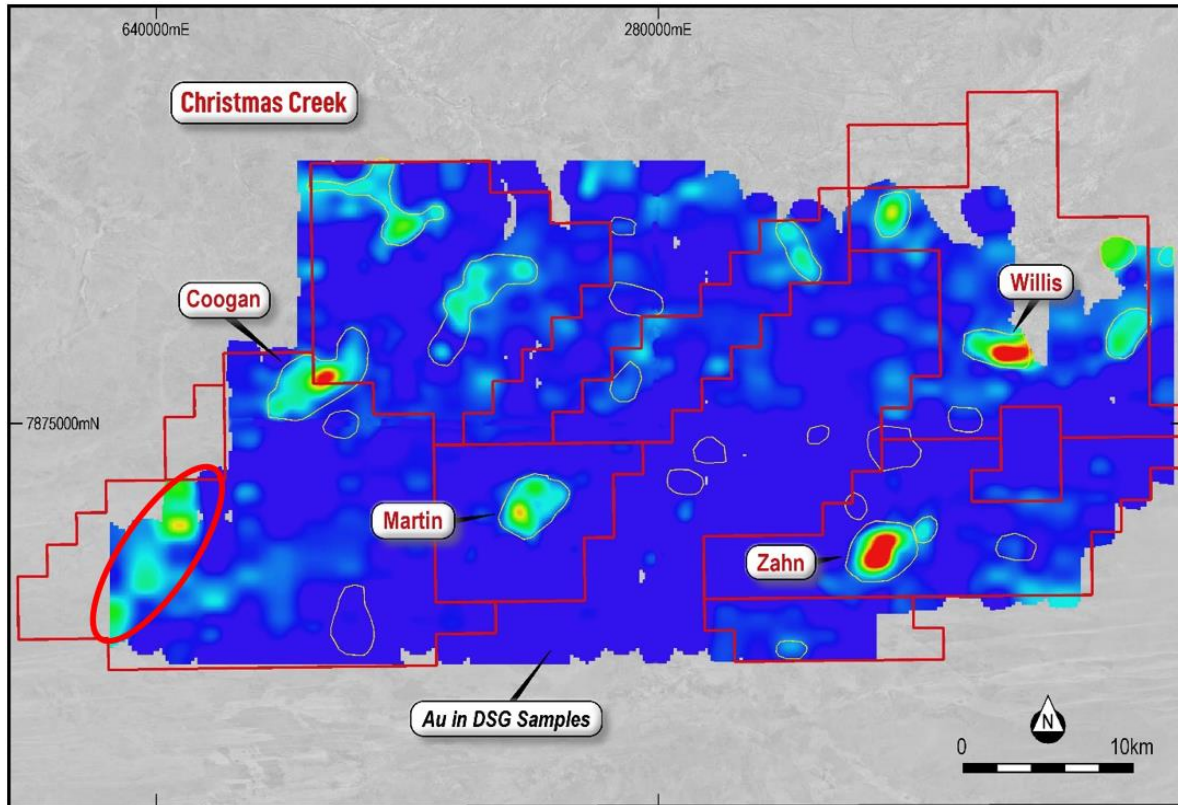 640000mE
280000mE
Christmas Creek
Willis
Coogan
7875000mN
Martin
Zahn
Au in DSG Samples
N
0 10km